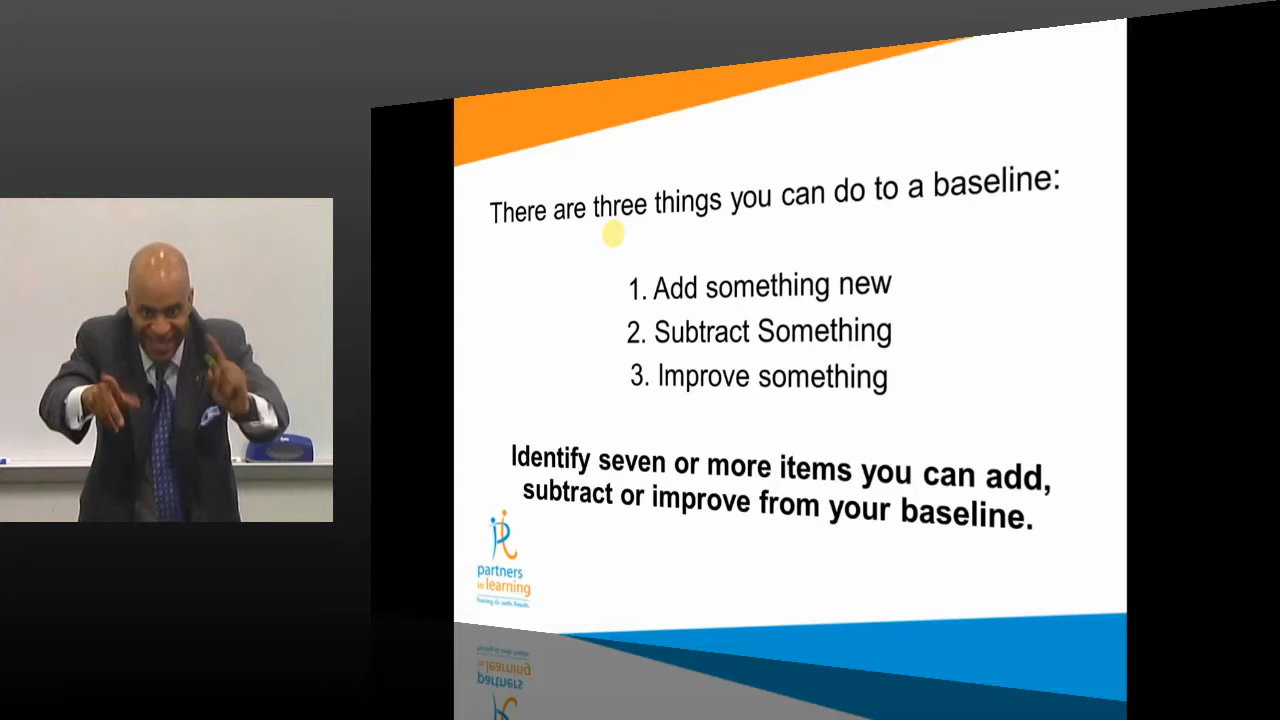 There are three things you can do to a baseline:
1. Add something new
2. Subtract Something
3. Improve something
Identify seven or more items you can add,
subtract or improve from your baseline.
partners
in learning